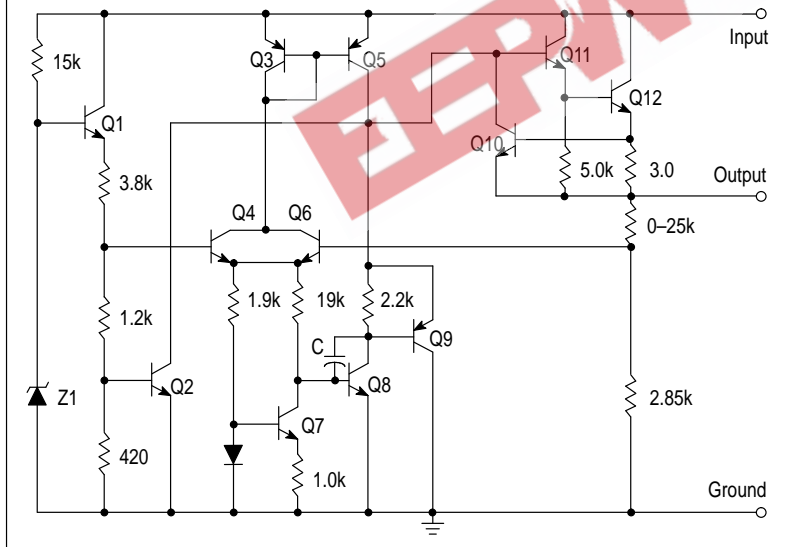 Input
Q3
Q5
Q11
15k
Q12
Q1
Q10
5.0k
3.0
Output
3.8k
Q4
Q6
0–25k
1.9k
19k
2.2k
1.2k
C
Q9
Q2
Q8
Z1
2.85k
Q7
420
1.0k
Ground
EEPW